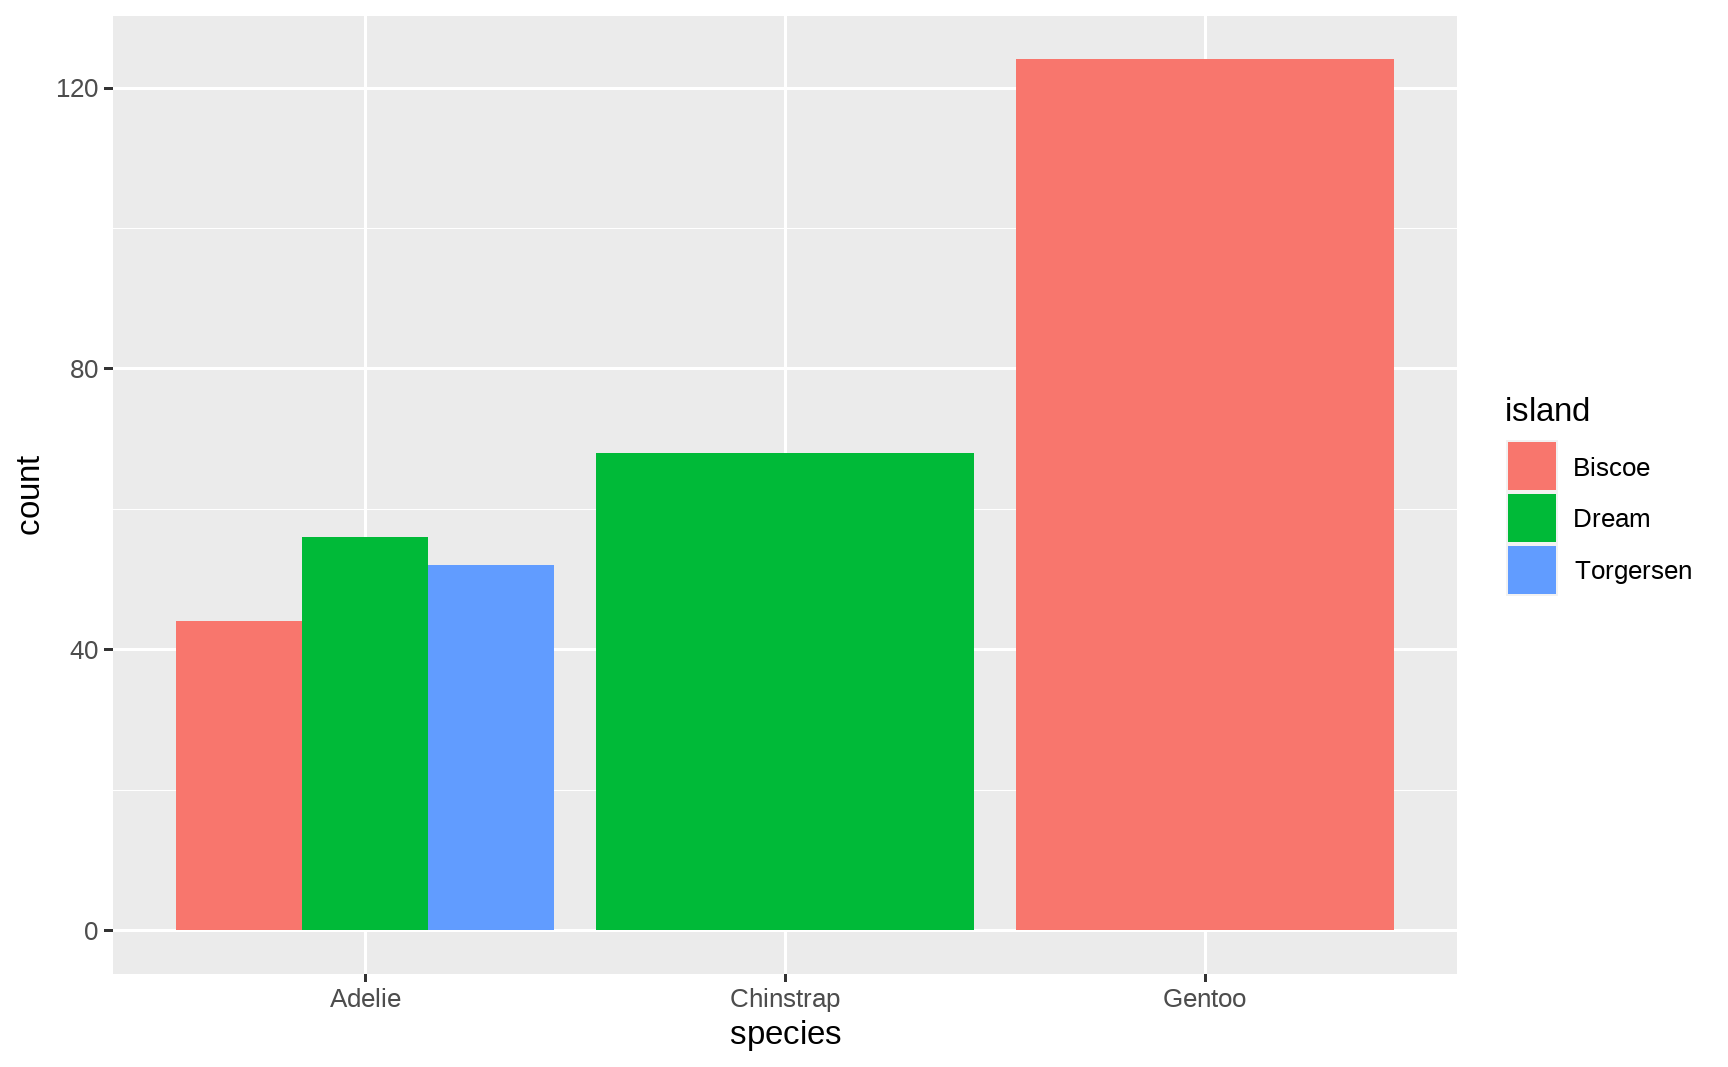 120
80
40
0
count
Adelie
Chinstrap
Gentoo
species
island
Biscoe
Dream
Torgersen